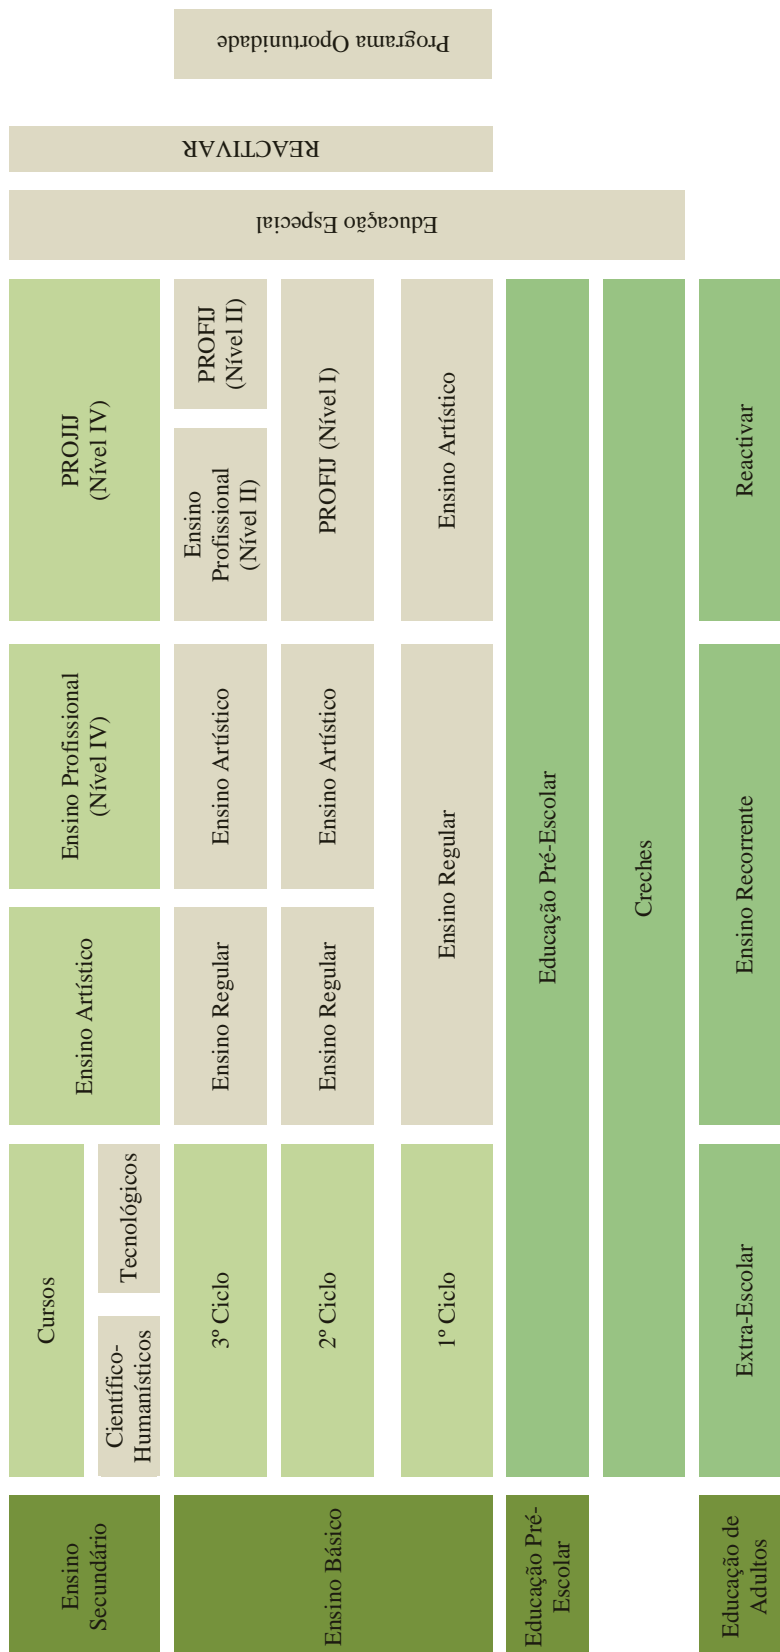 Ensino
Secundário
Cursos
Científico-
Humanísticos
Tecnológicos
Ensino Artístico
Ensino Profissional
(Nível IV)
PROJIJ
(Nível IV)
Ensino Básico
3º Ciclo
Ensino Regular
Ensino Artístico
Ensino
Profissional
(Nível II)
PROFIJ
(Nível II)
2º Ciclo
Ensino Regular
Ensino Artístico
PROFIJ (Nível I)
1º Ciclo
Ensino Regular
Ensino Artístico
Educação Pré-
Escolar
Educação Pré-Escolar
Creches
Educação de
Adultos
Extra-Escolar
Ensino Recorrente
Reactivar
Educação Especial
REACTIVAR
Programa Oportunidade